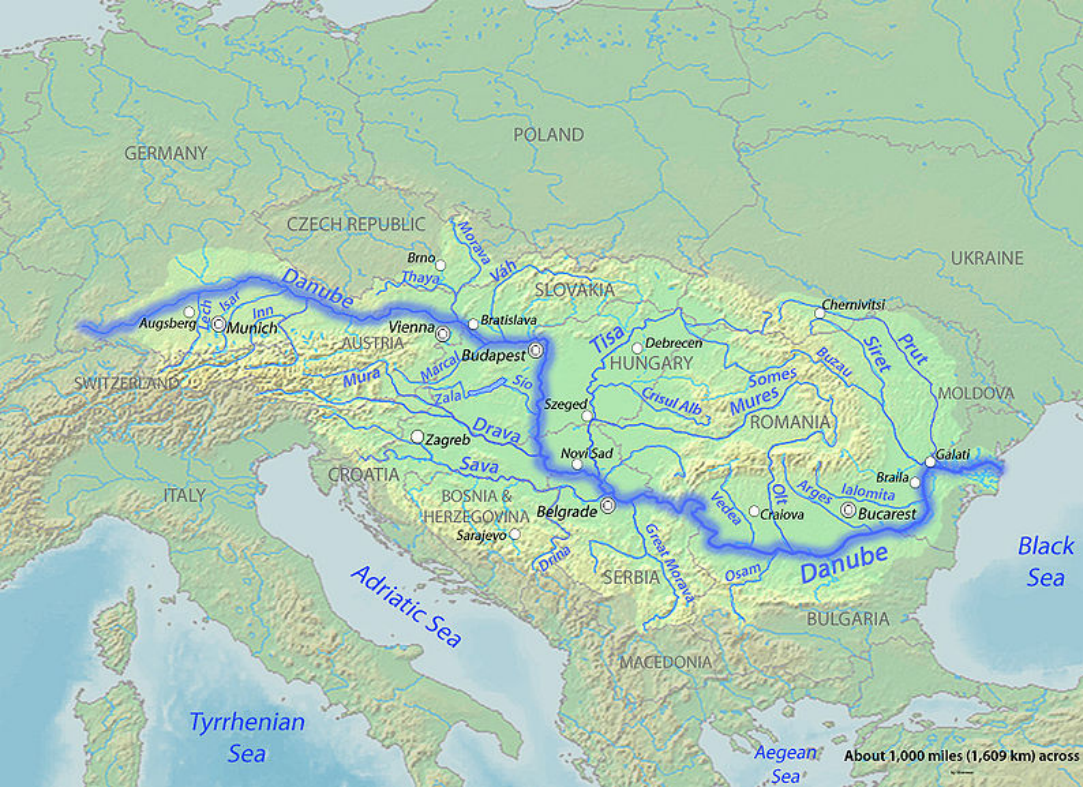 POLAND
GERMANY
CZECH REPUBLIC
Morava
Brno
UKRAINE
Váh
Thaya
Danube
SLOVAKIA
Lech
Isar
Inn
Chernivitsi
Augsberg
Munich
Vienna
Bratislava
AUSTRIA
Tisa
Debrecen
Siret
Prut
Budapest
HUNGARY
Buzau
Marcal
SWITZERLAND
Mura
Sio
Somes
Zalal
Crisul Alb
Mures
MOLDOVA
Szeged
ROMANIA
Drava
Zagreb
Novi Sad
Galati
Sava
CROATIA
Braila
ITALY
BOSNIA &
HERZEGOVINA
Belgrade
Vedea
Olt
Arges
Ialomita
Craiova
Bucarest
Sarajevo
Great Morava
Drina
Black
Sea
Danube
SERBIA
Osam
Adriatic Sea
BULGARIA
MACEDONIA
Tyrrhenian
Sea
Aegean
Sea
About 1,000 miles (1,609 km) across